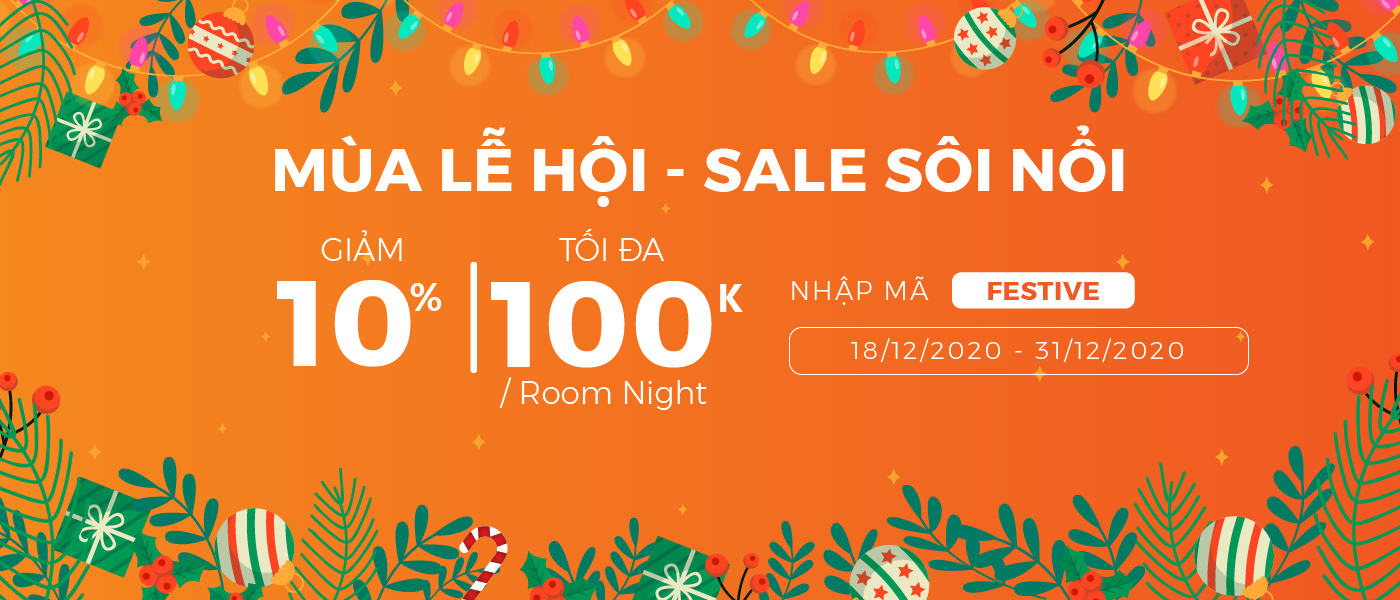 MÙA LỄ HỘI - SALE SÔI NỔI
GIẢM
10%
TỐI ĐA
100K
/ Room Night
NHẬP MÃ FESTIVE
18/12/2020 - 31/12/2020